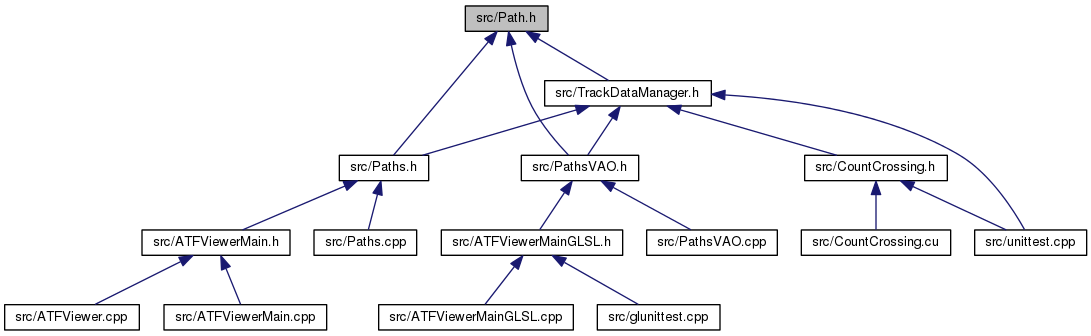 src/Path.h
src/TrackDataManager.h
src/Paths.h
src/PathsVAO.h
src/CountCrossing.h
src/ATFViewerMain.h
src/Paths.cpp
src/ATFViewerMainGLSL.h
src/PathsVAO.cpp
src/CountCrossing.cu
src/unittest.cpp
src/ATFViewer.cpp
src/ATFViewerMain.cpp
src/ATFViewerMainGLSL.cpp
src/glunittest.cpp